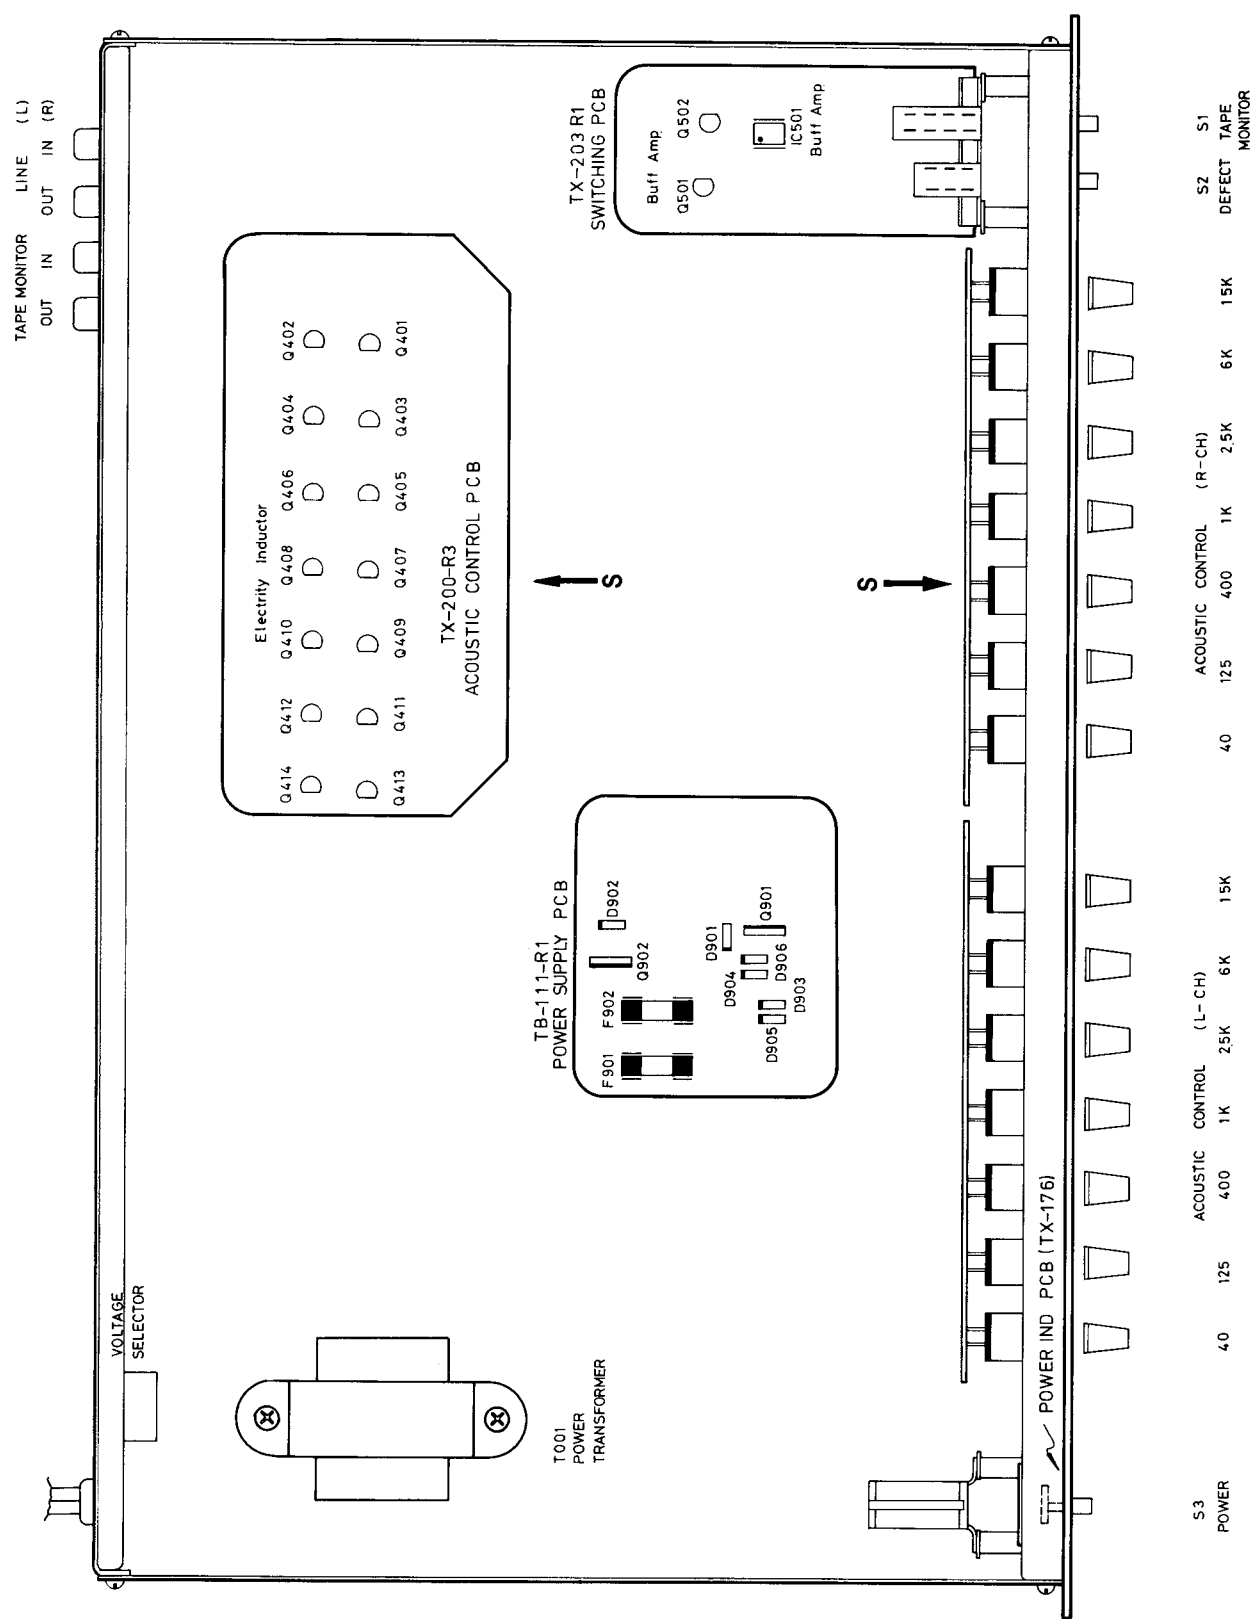 TAPE MONITOR LINE (L)
OUT IN OUT IN (R)
VOLTAGE
SELECTOR
Electrity Inductor
Q414 Q412 Q410 Q408 Q406 Q404 Q402
Q413 Q411 Q409 Q407 Q405 Q403 Q401
TX-200-R3
ACOUSTIC CONTROL PCB
S
S
T001
POWER
TRANSFORMER
TB-111-R1
POWER SUPPLY PCB
F901 F902 Q902 D902
D905 D903 D904 D906 D901 Q901
TX-203 R1
SWITCHING PCB
Buff Amp
Q501 Q502
IC501
Buff Amp
POWER IND PCB (TX-176)
S3
POWER
ACOUSTIC CONTROL (L-CH)
40 125 400 1K 2.5K 6K 15K
ACOUSTIC CONTROL (R-CH)
40 125 400 1K 2.5K 6K 15K
S2
DEFECT
S1
TAPE
MONITOR